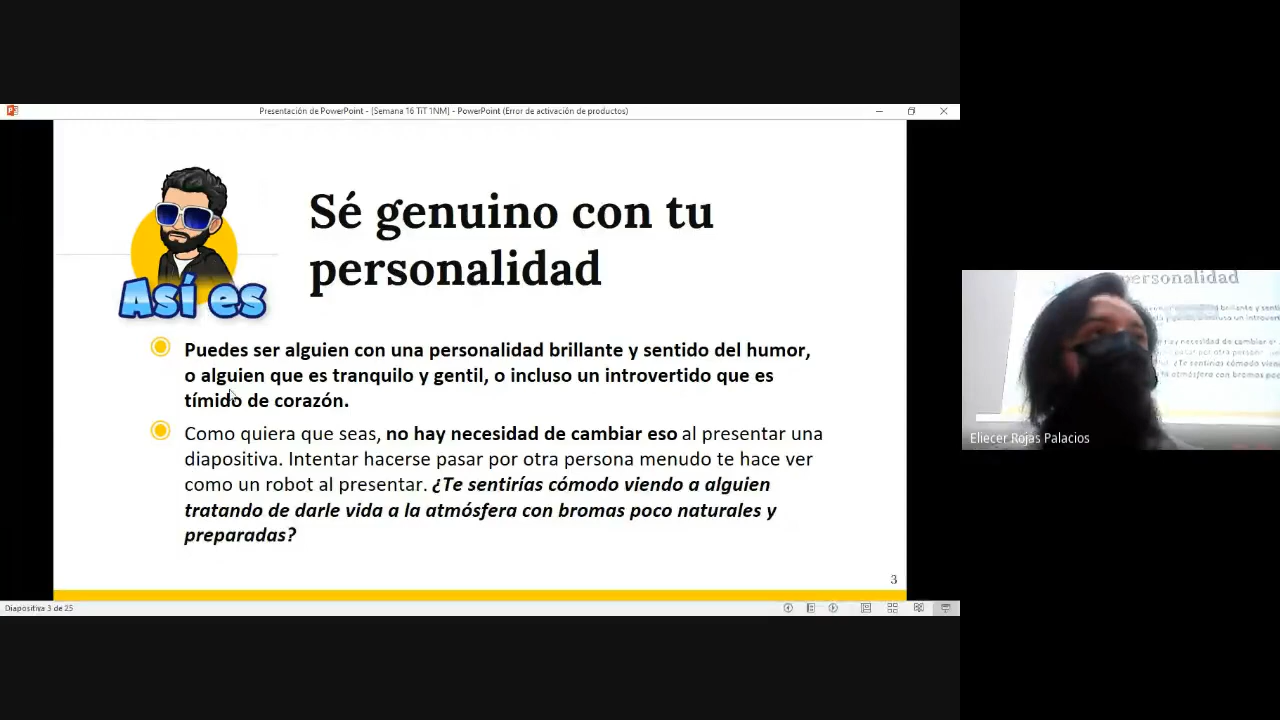 Presentación de PowerPoint - [Semana 16 TiT 1NM] - PowerPoint (Error de activación de productos)
Sé genuino con tu
personalidad
Así es
Puedes ser alguien con una personalidad brillante y sentido del humor,
o alguien que es tranquilo y gentil, o incluso un introvertido que es
tímido de corazón.
Como quiera que seas, no hay necesidad de cambiar eso al presentar una
diapositiva. Intentar hacerse pasar por otra persona menudo te hace ver
como un robot al presentar. ¿Te sentirías cómodo viendo a alguien
tratando de darle vida a la atmósfera con bromas poco naturales y
preparadas?
3
Diapositiva 3 de 25
personalidad
Eliecer Rojas Palacios